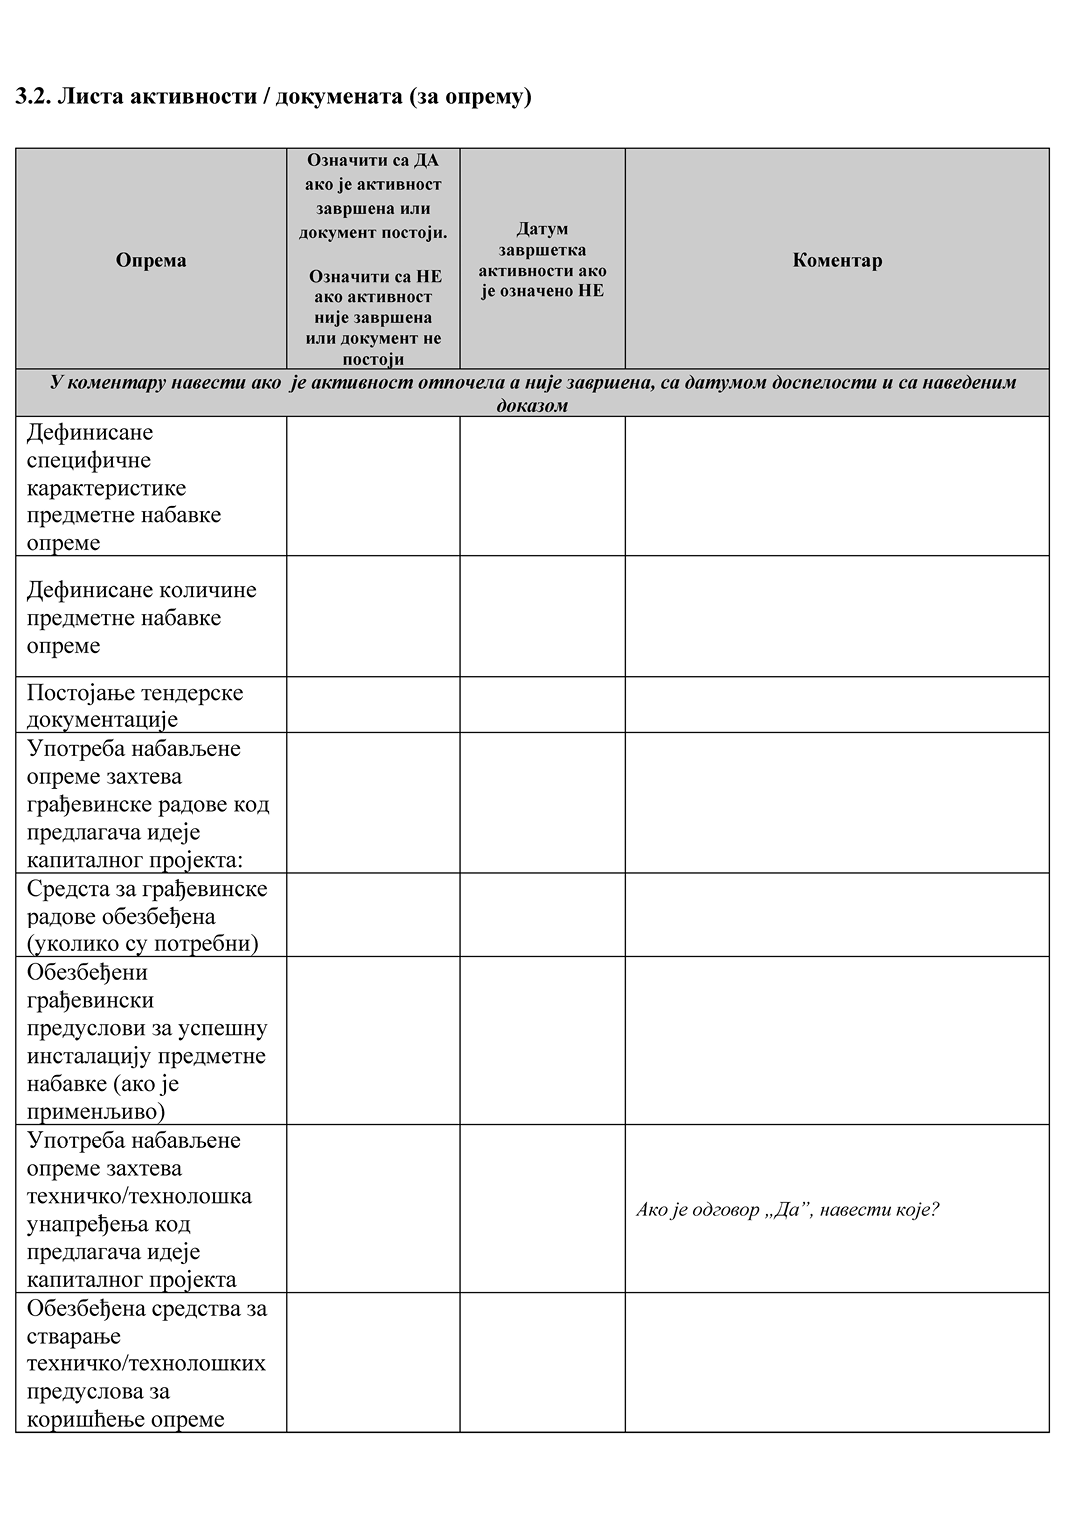 3.2. Листа активности / докумената (за опрему)
Опрема
Означити са ДА
ако је активност
завршена или
документ постоји.
Означити са НЕ
ако активност
није завршена
или документ не
постоји
Датум
завршетка
активности ако
је означено НЕ
Коментар
У коментару навести ако је активност отпочела а није завршена, са датумом доспелости и са наведеним
доказом
Дефинисане
специфичне
карактеристике
предметне набавке
опреме
Дефинисане количине
предметне набавке
опреме
Постојање тендерске
документације
Употреба набављене
опреме захтева
грађевинске радове код
предлагача идеје
капиталног пројекта:
Средста за грађевинске
радове обезбеђена
(уколико су потребни)
Обезбеђени
грађевински
предуслови за успешну
инсталацију предметне
набавке (ако је
применљиво)
Употреба набављене
опреме захтева
техничко/технолошка
унапређења код
предлагача идеје
капиталног пројекта
Ако је одговор „Да”, навести које?
Обезбеђена средства за
стварање
техничко/технолошких
предуслова за
коришћење опреме